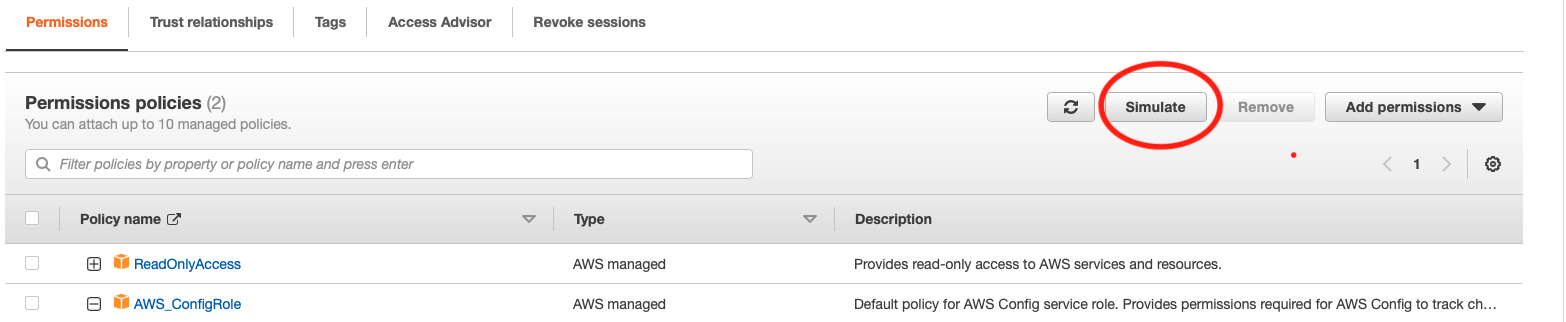 Permissions Trust relationships Tags Access Advisor Revoke sessions
Permissions policies (2)
You can attach up to 10 managed policies.
Simulate Remove Add permissions
Filter policies by property or policy name and press enter
1
Policy name Type Description
ReadOnlyAccess AWS managed Provides read-only access to AWS services and resources.
AWS_ConfigRole AWS managed Default policy for AWS Config service role. Provides permissions required for AWS Config to track ch…